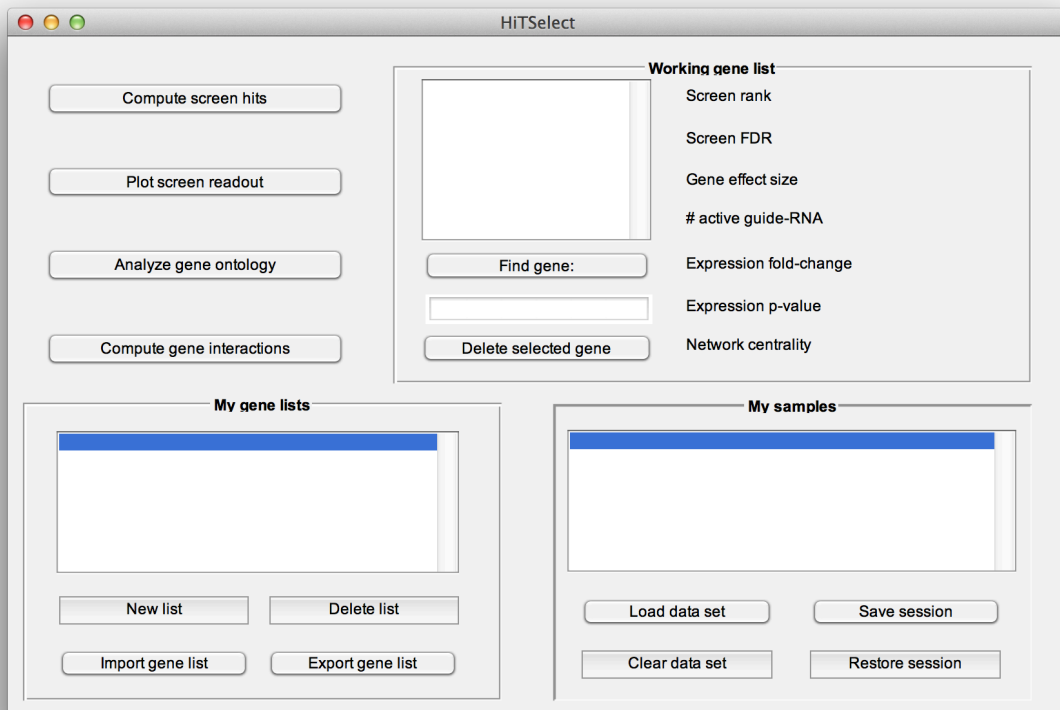 HiTSelect
Compute screen hits
Plot screen readout
Analyze gene ontology
Compute gene interactions
Working gene list
Screen rank
Screen FDR
Gene effect size
# active guide-RNA
Find gene:
Expression fold-change
Expression p-value
Delete selected gene
Network centrality
My gene lists
New list
Delete list
Import gene list
Export gene list
My samples
Load data set
Save session
Clear data set
Restore session